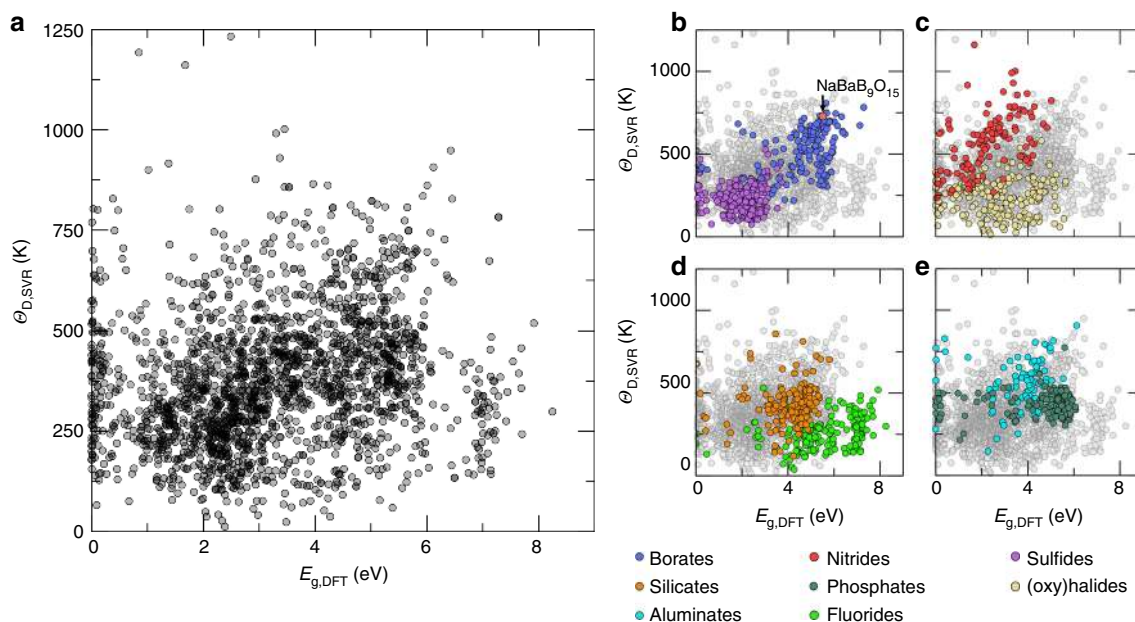 a
1250
1000
750
500
250
0
Θ_D,SVR (K)
0 2 4 6 8
E_g,DFT (eV)
b
c
1000
500
0
Θ_D,SVR (K)
NaBaB₉O₁₅
d
e
1000
500
0
Θ_D,SVR (K)
0 4 8
0 4 8
E_g,DFT (eV)
E_g,DFT (eV)
Borates
Nitrides
Sulfides
Silicates
Phosphates
(oxy)halides
Aluminates
Fluorides